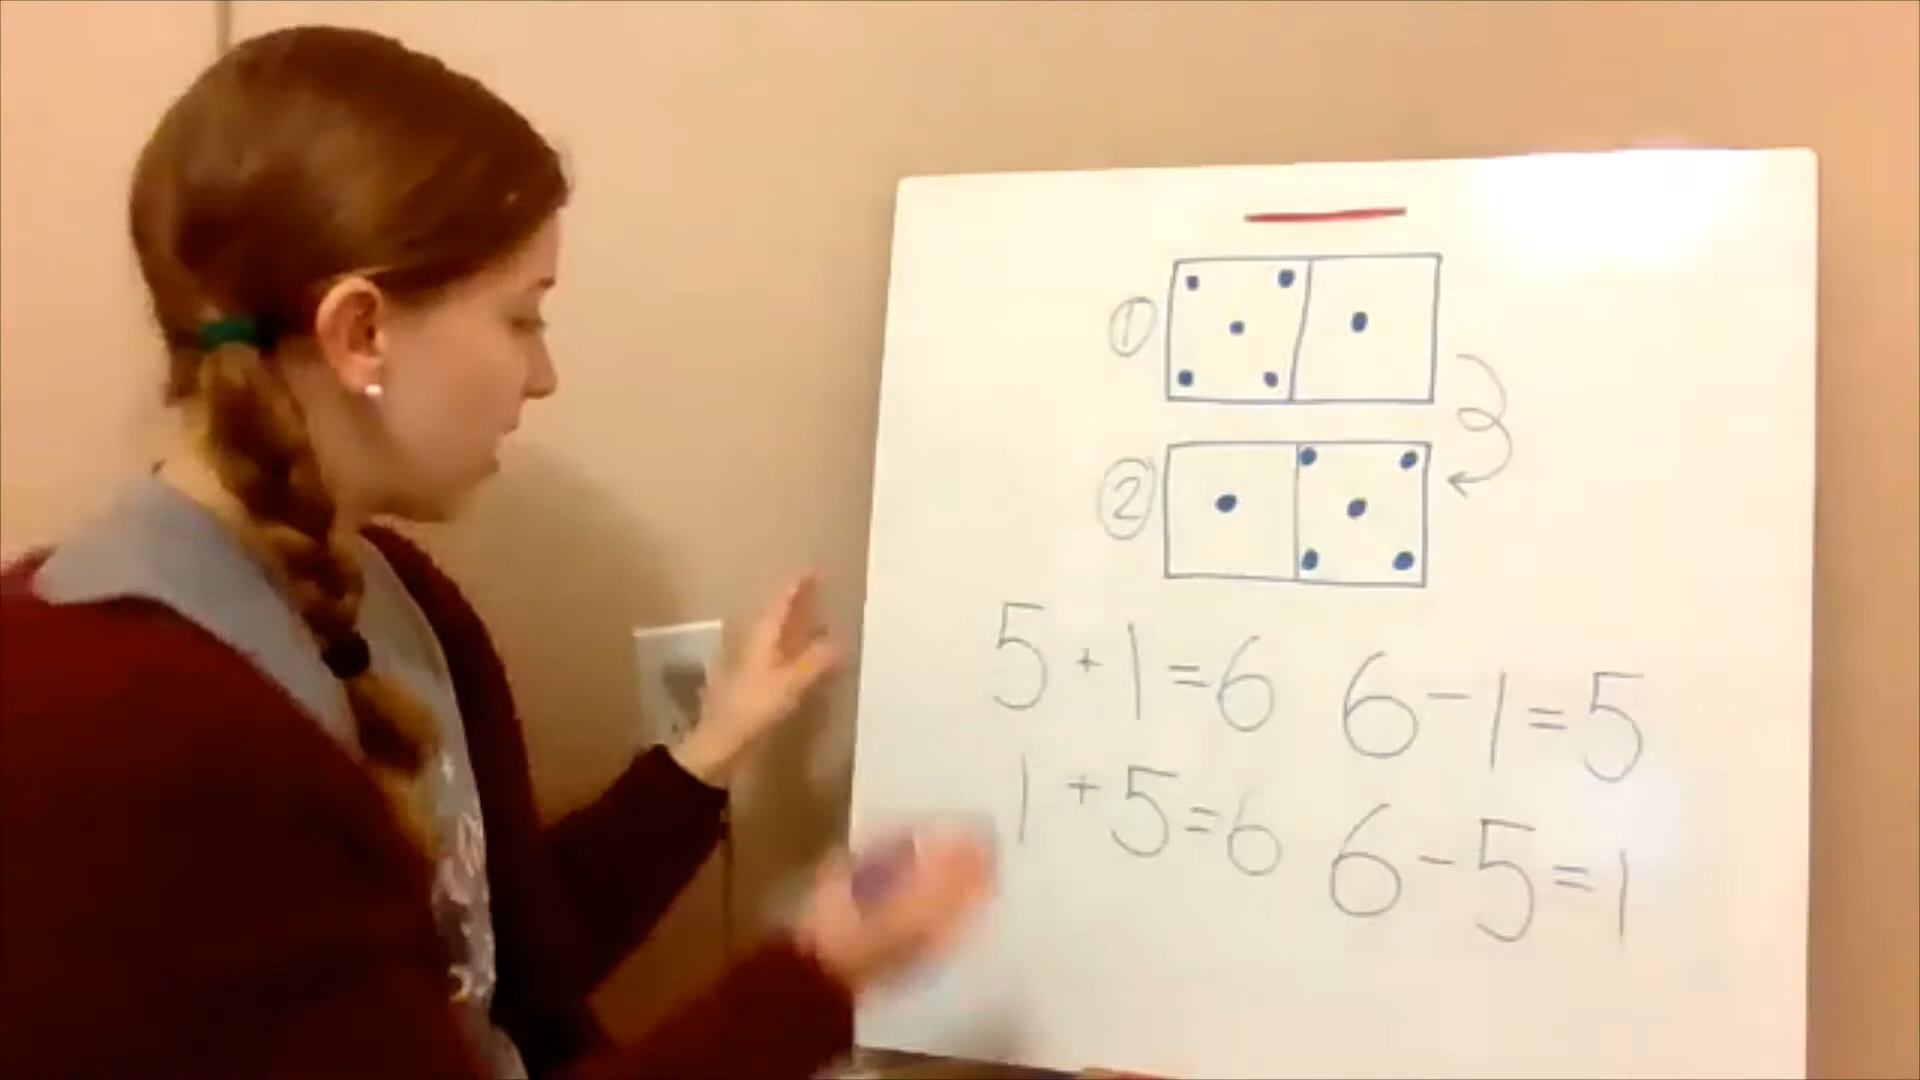 ①
②
5 + 1 = 6 6 - 1 = 5
1 + 5 = 6 6 - 5 = 1